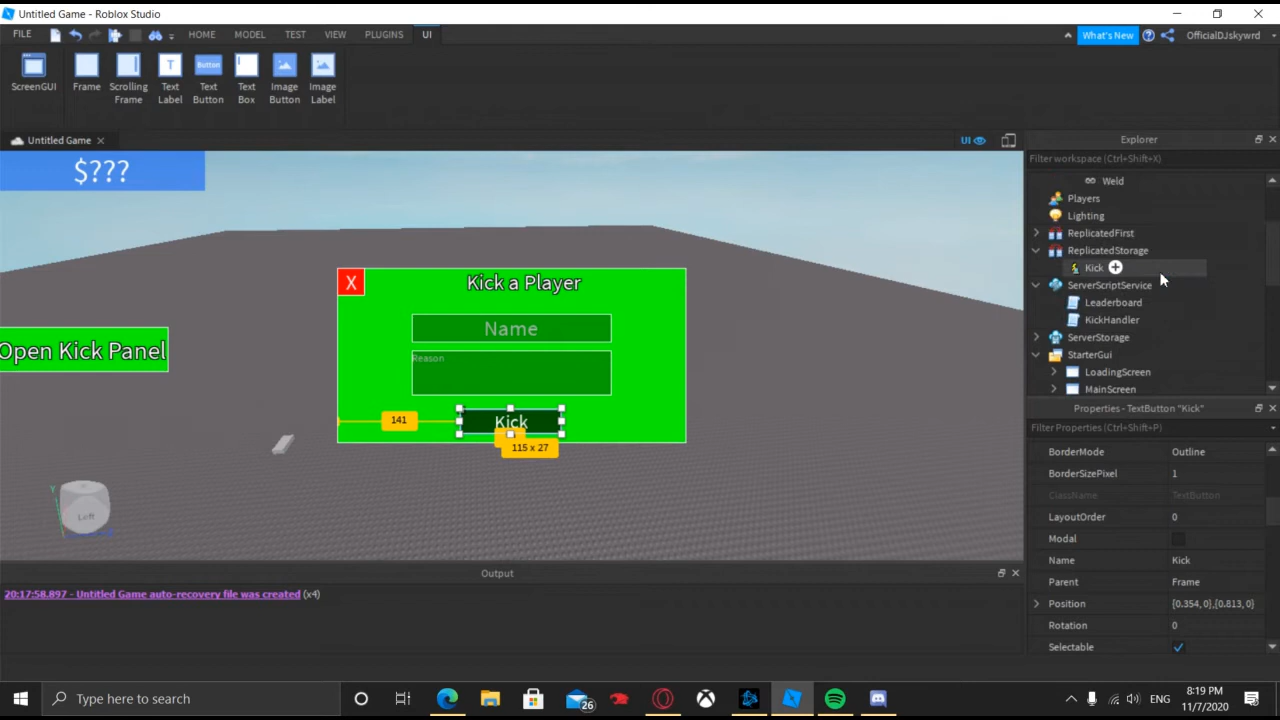 Untitled Game - Roblox Studio
FILE HOME MODEL TEST VIEW PLUGINS UI What's New OfficialDJskywrd
ScreenGUI Frame Scrolling Frame Text Label T Text Button Button Text Box Image Button Image Label
Untitled Game UI Explorer
Filter workspace (Ctrl+Shift+X)
$???
Weld
Players
Lighting
ReplicatedFirst
ReplicatedStorage
Kick
ServerScriptService
Leaderboard
KickHandler
ServerStorage
StarterGui
LoadingScreen
MainScreen
X Kick a Player
Name
Reason
Open Kick Panel
141 Kick
115 x 27
Y
Left
Properties - TextButton "Kick"
Filter Properties (Ctrl+Shift+P)
BorderMode Outline
BorderSizePixel 1
ClassName TextButton
LayoutOrder 0
Modal
Name Kick
Parent Frame
Position {0.354, 0},{0.813, 0}
Rotation 0
Selectable
Output
20:17:58.897 - Untitled Game auto-recovery file was created (x4)
Type here to search 26 ENG 8:19 PM
11/7/2020